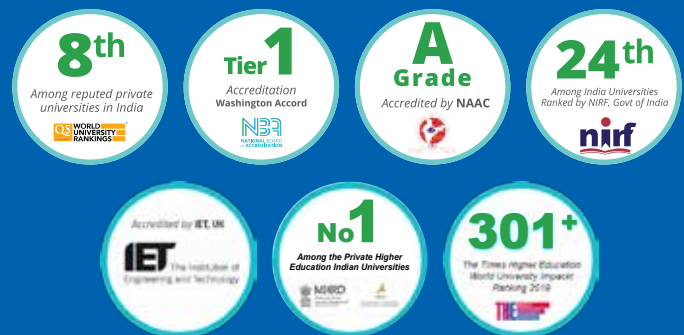 8th
Among reputed private
universities in India
QS WORLD
UNIVERSITY
RANKINGS
Tier 1
Accreditation
Washington Accord
NBA
NATIONAL BOARD
of ACCREDITATION
A
Grade
Accredited by NAAC
24th
Among India Universities
Ranked by NIRF, Govt of India
nirf
Accredited by IET, UK
IET The Institution of
Engineering and Technology
No1
Among the Private Higher
Education Indian Universities
MHRD
301+
The Times Higher Education
World University Impact
Ranking 2019
THE